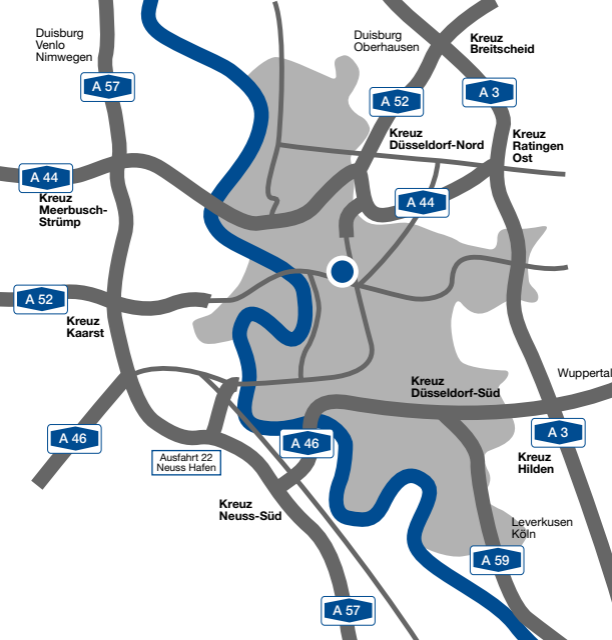 Duisburg
Venlo
Nimwegen
Duisburg
Oberhausen
Kreuz
Breitscheid
A 57
A 52
A 3
Kreuz
Düsseldorf-Nord
Kreuz
Ratingen
Ost
A 44
Kreuz
Meerbusch-
Strümp
A 44
A 52
Kreuz
Kaarst
Wuppertal
Kreuz
Düsseldorf-Süd
A 46
A 46
A 3
Ausfahrt 22
Neuss Hafen
Kreuz
Hilden
Kreuz
Neuss-Süd
Leverkusen
Köln
A 59
A 57